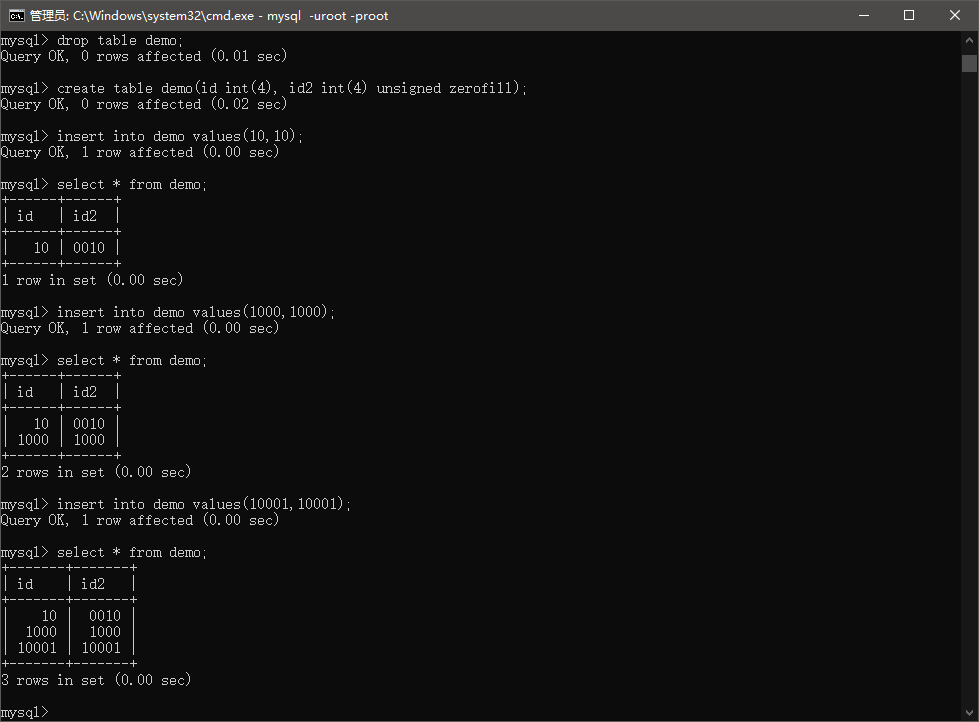 管理员: C:\Windows\system32\cmd.exe - mysql  -uroot -proot
mysql> drop table demo;
Query OK, 0 rows affected (0.01 sec)
mysql> create table demo(id int(4), id2 int(4) unsigned zerofill);
Query OK, 0 rows affected (0.02 sec)
mysql> insert into demo values(10,10);
Query OK, 1 row affected (0.00 sec)
mysql> select * from demo;
+------+------+
| id   | id2  |
+------+------+
|   10 | 0010 |
+------+------+
1 row in set (0.00 sec)
mysql> insert into demo values(1000,1000);
Query OK, 1 row affected (0.00 sec)
mysql> select * from demo;
+------+------+
| id   | id2  |
+------+------+
|   10 | 0010 |
| 1000 | 1000 |
+------+------+
2 rows in set (0.00 sec)
mysql> insert into demo values(10001,10001);
Query OK, 1 row affected (0.00 sec)
mysql> select * from demo;
+-------+-------+
| id    | id2   |
+-------+-------+
|    10 |  0010 |
|  1000 |  1000 |
| 10001 | 10001 |
+-------+-------+
3 rows in set (0.00 sec)
mysql>